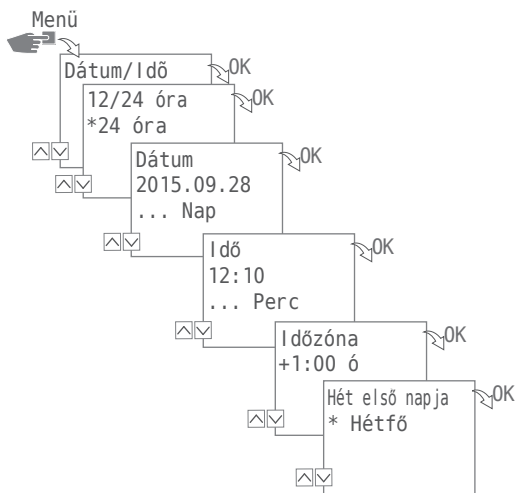 Menü
Dátum/Idõ
OK
12/24 óra
*24 óra
OK
Dátum
2015.09.28
... Nap
OK
Idő
12:10
... Perc
OK
Időzóna
+1:00 ó
OK
Hét első napja
* Hétfő
OK